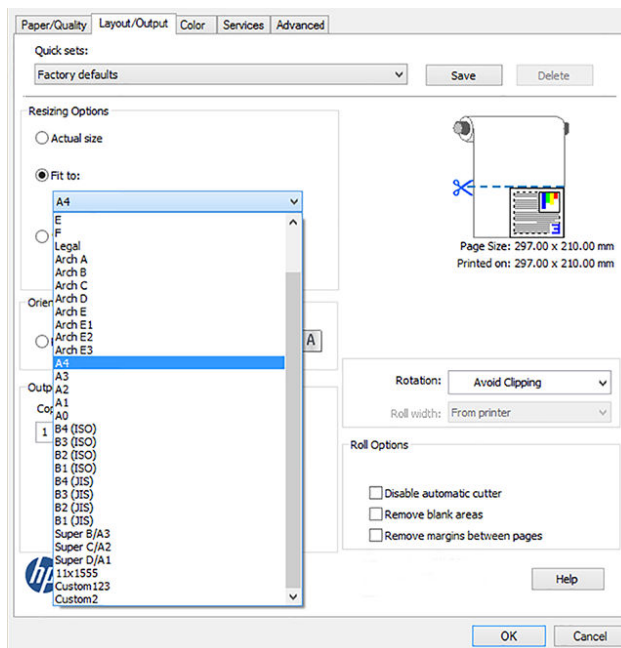 Paper/Quality Layout/Output Color Services Advanced
Quick sets:
Factory defaults Save Delete
Resizing Options
Actual size
Fit to:
A4
E
F
Legal
Arch A
Arch B
Arch C
Arch D
Arch E
Arch E1
Arch E2
Arch E3
A4
A3
A2
A1
A0
B4 (ISO)
B3 (ISO)
B2 (ISO)
B1 (ISO)
B4 (JIS)
B3 (JIS)
B2 (JIS)
B1 (JIS)
Super B/A3
Super C/A2
Super D/A1
11x1555
Custom123
Custom2
Orien
A
Outp
Cop
1
hp
E
Page Size: 297.00 x 210.00 mm
Printed on: 297.00 x 210.00 mm
Rotation: Avoid Clipping
Roll width: From printer
Roll Options
Disable automatic cutter
Remove blank areas
Remove margins between pages
Help
OK Cancel